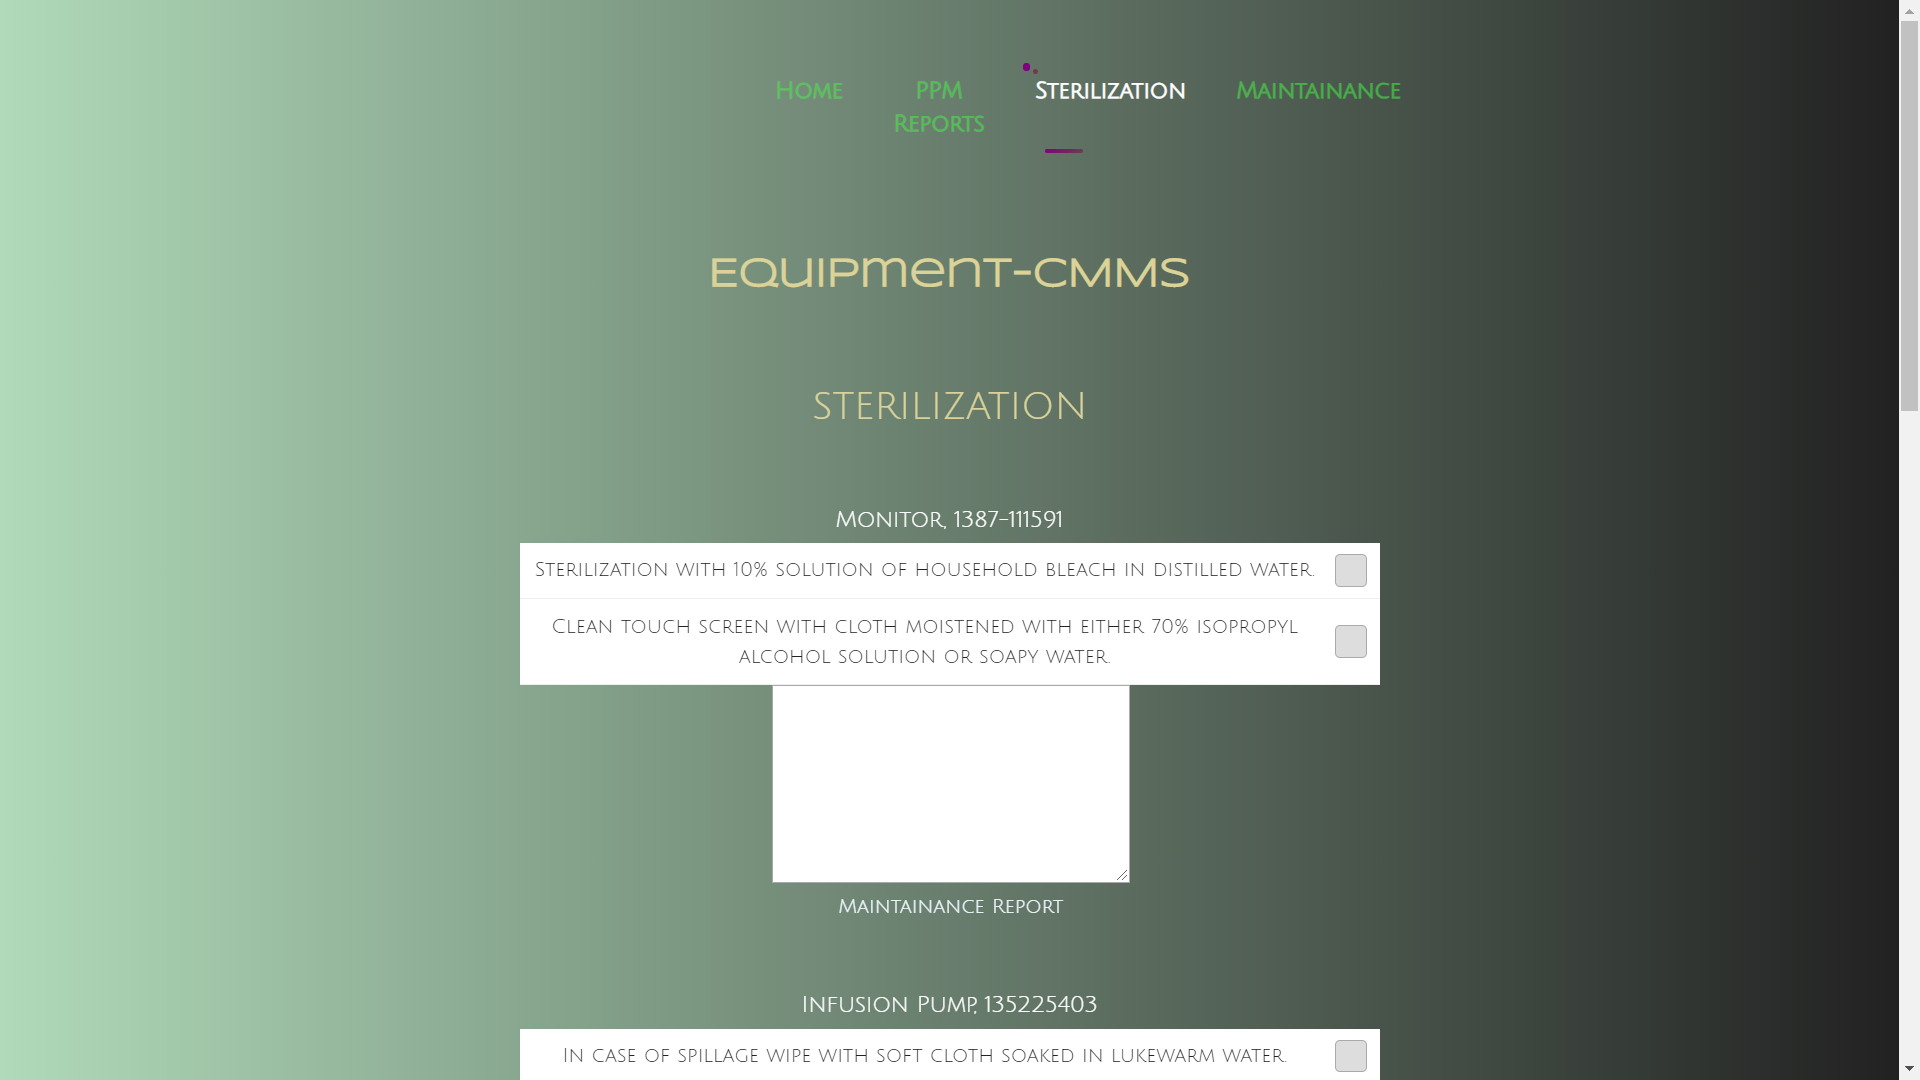 Home
PPM
Reports
Sterilization
Maintainance
Equipment-CMMS
STERILIZATION
Monitor, 1387-111591
Sterilization with 10% solution of household bleach in distilled water.
Clean touch screen with cloth moistened with either 70% isopropyl
alcohol solution or soapy water.
Maintainance Report
Infusion Pump, 135225403
In case of spillage wipe with soft cloth soaked in lukewarm water.